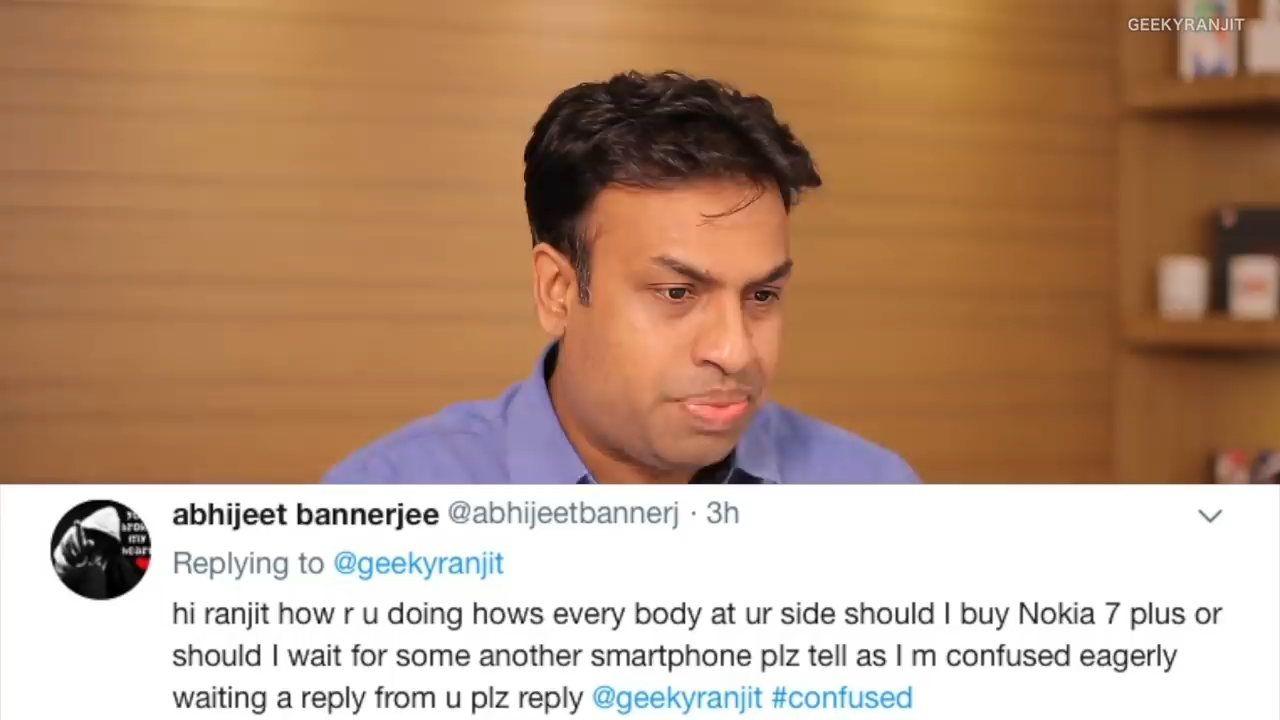 GEEKYRANJIT
abhijeet bannerjee @abhijeetbannerj · 3h
Replying to @geekyranjit
hi ranjit how r u doing hows every body at ur side should I buy Nokia 7 plus or
should I wait for some another smartphone plz tell as I m confused eagerly
waiting a reply from u plz reply @geekyranjit #confused